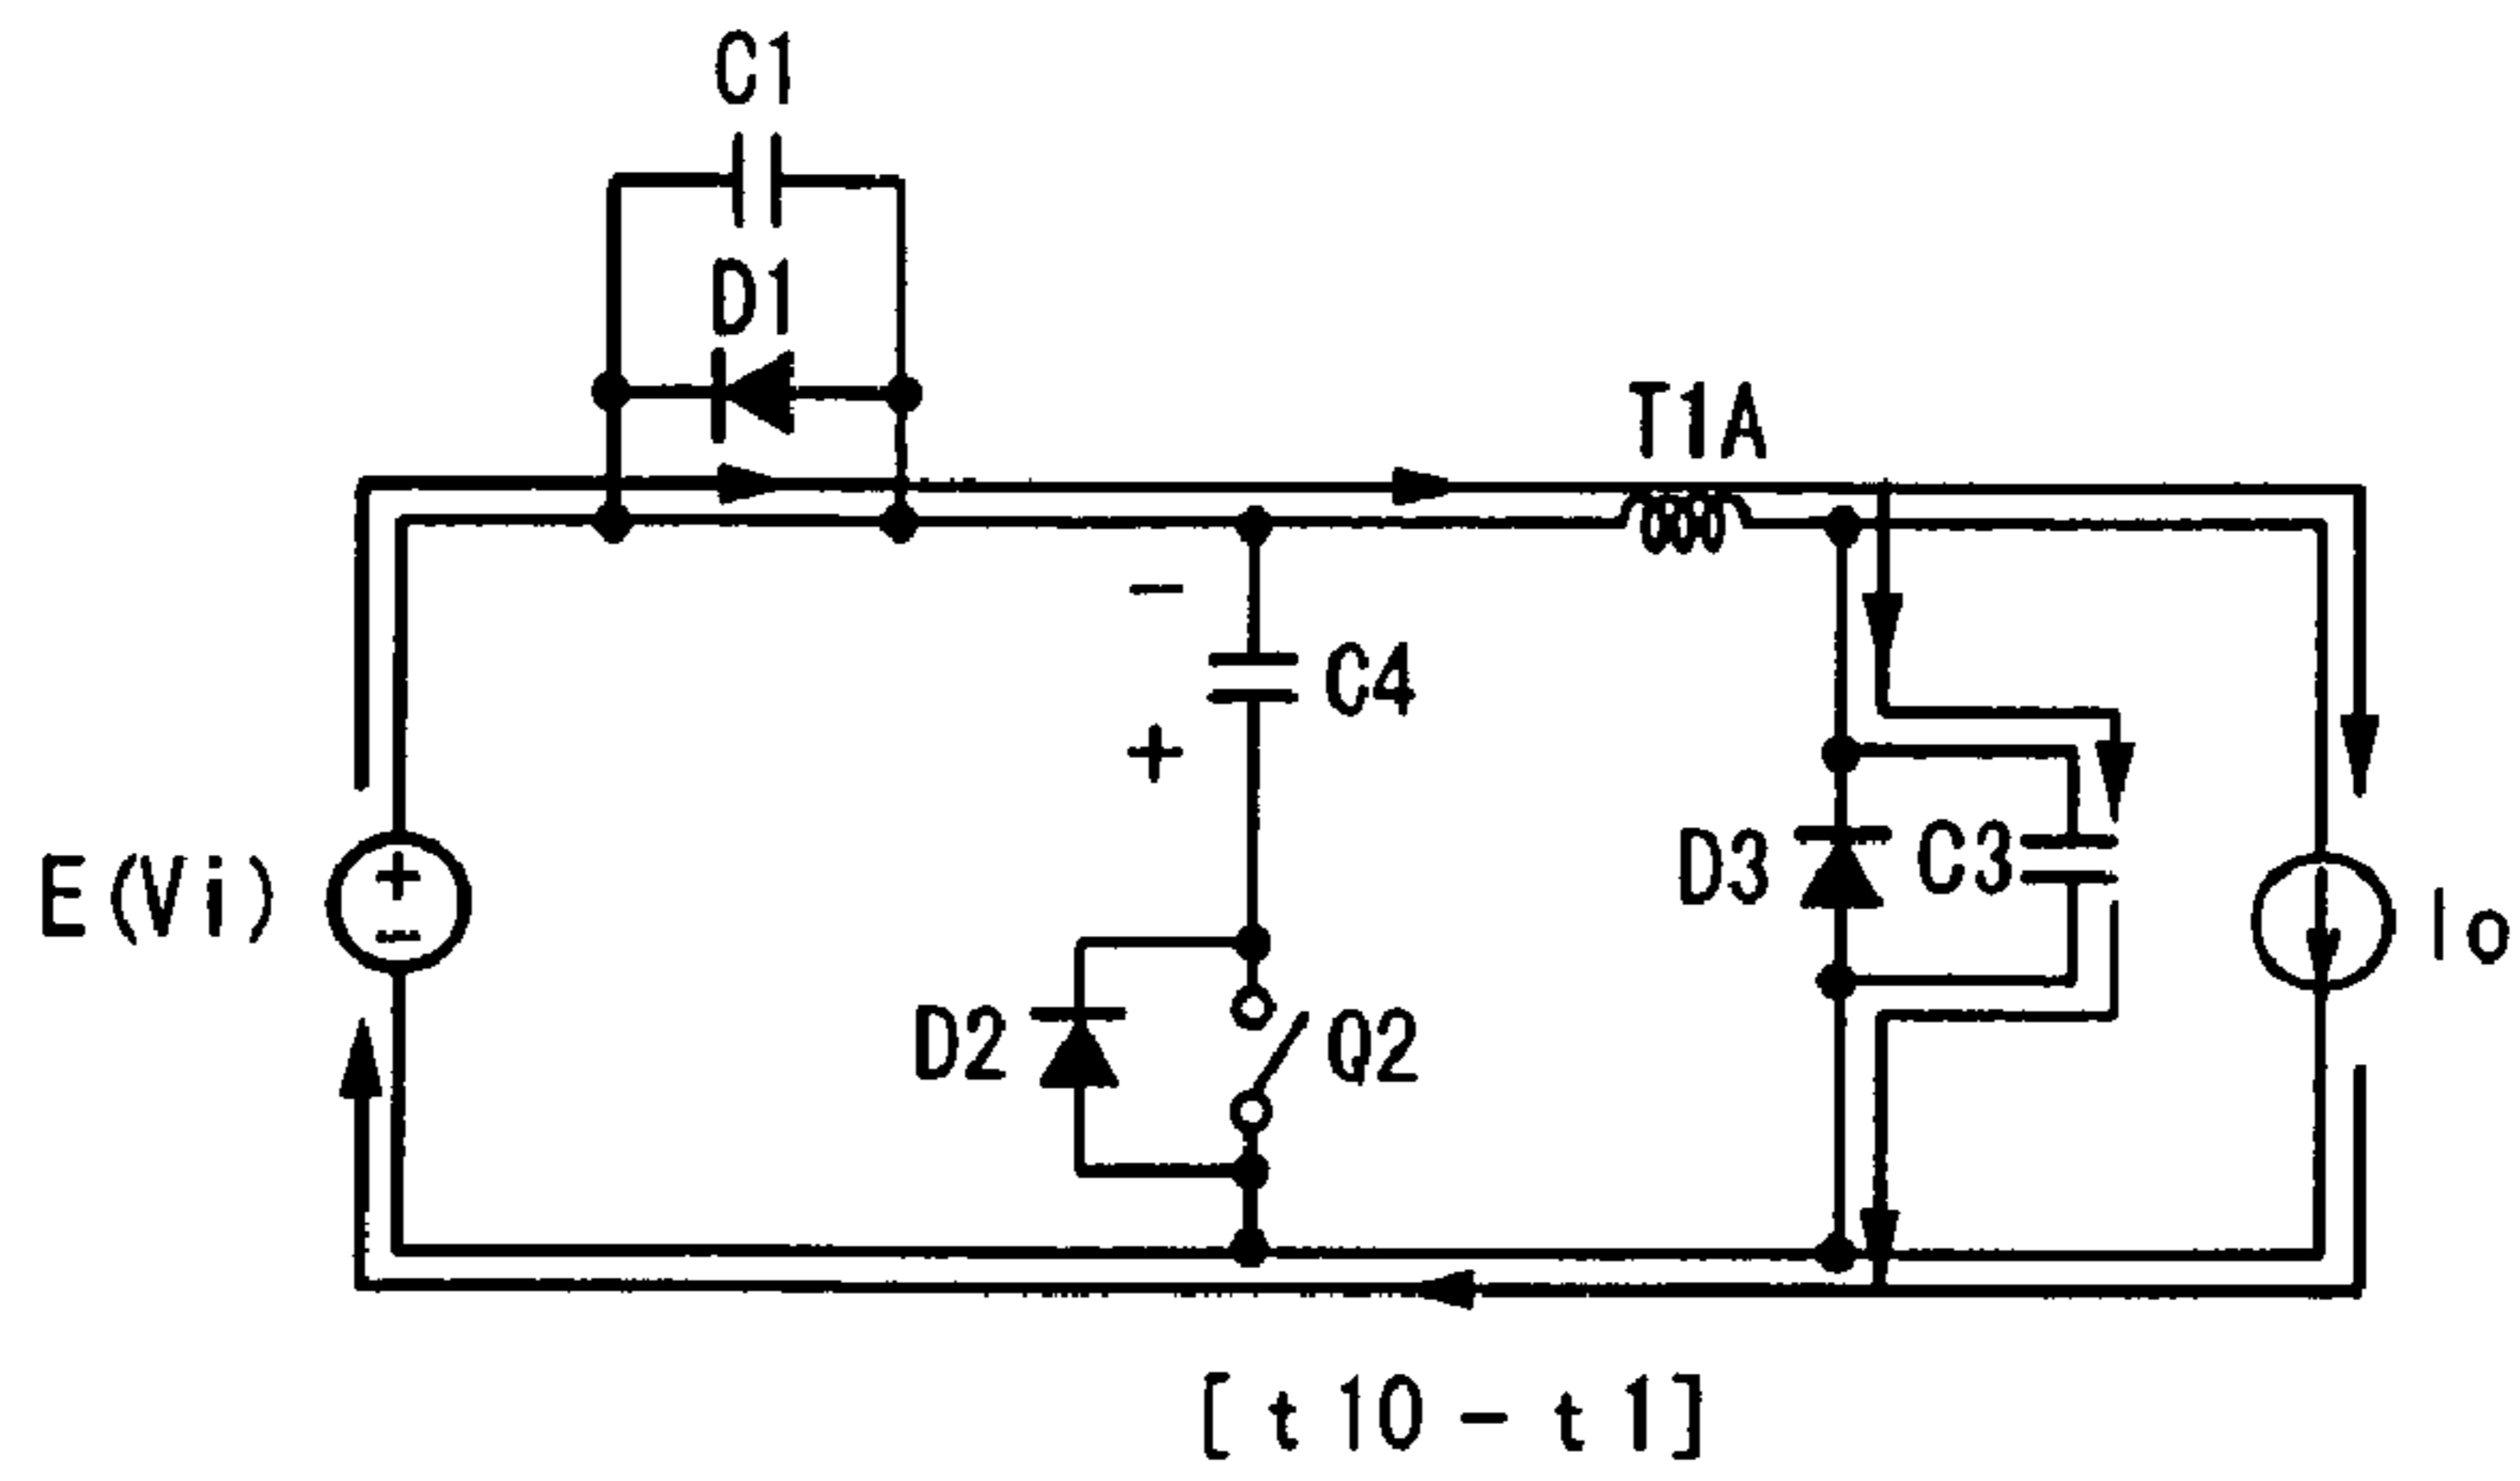 C1
D1
T1A
−
C4
+
E(Vi)
+
−
D3
C3
Io
D2
Q2
[t10-t1]